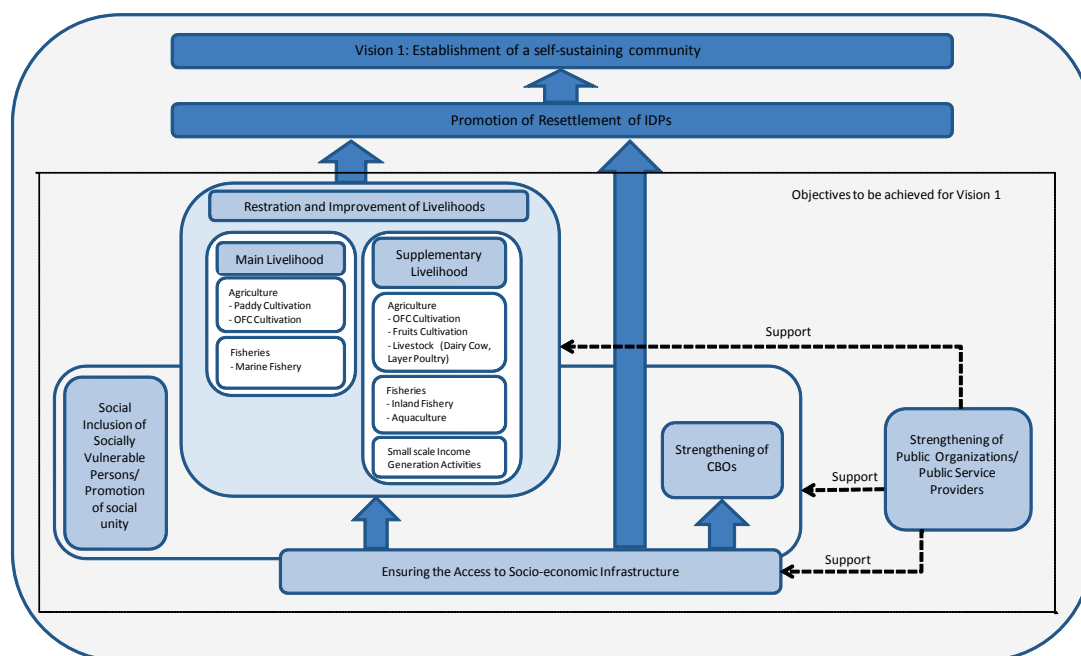 Vision 1: Establishment of a self-sustaining community
Promotion of Resettlement of IDPs
Objectives to be achieved for Vision 1
Restration and Improvement of Livelihoods
Main Livelihood
Agriculture
- Paddy Cultivation
- OFC Cultivation
Fisheries
- Marine Fishery
Supplementary
Livelihood
Agriculture
- OFC Cultivation
- Fruits Cultivation
- Livestock (Dairy Cow,
Layer Poultry)
Fisheries
- Inland Fishery
- Aquaculture
Small scale Income
Generation Activities
Social
Inclusion of
Socially
Vulnerable
Persons/
Promotion
of social
unity
Strengthening of
CBOs
Support
Strengthening of
Public Organizations/
Public Service
Providers
Support
Support
Ensuring the Access to Socio-economic Infrastructure